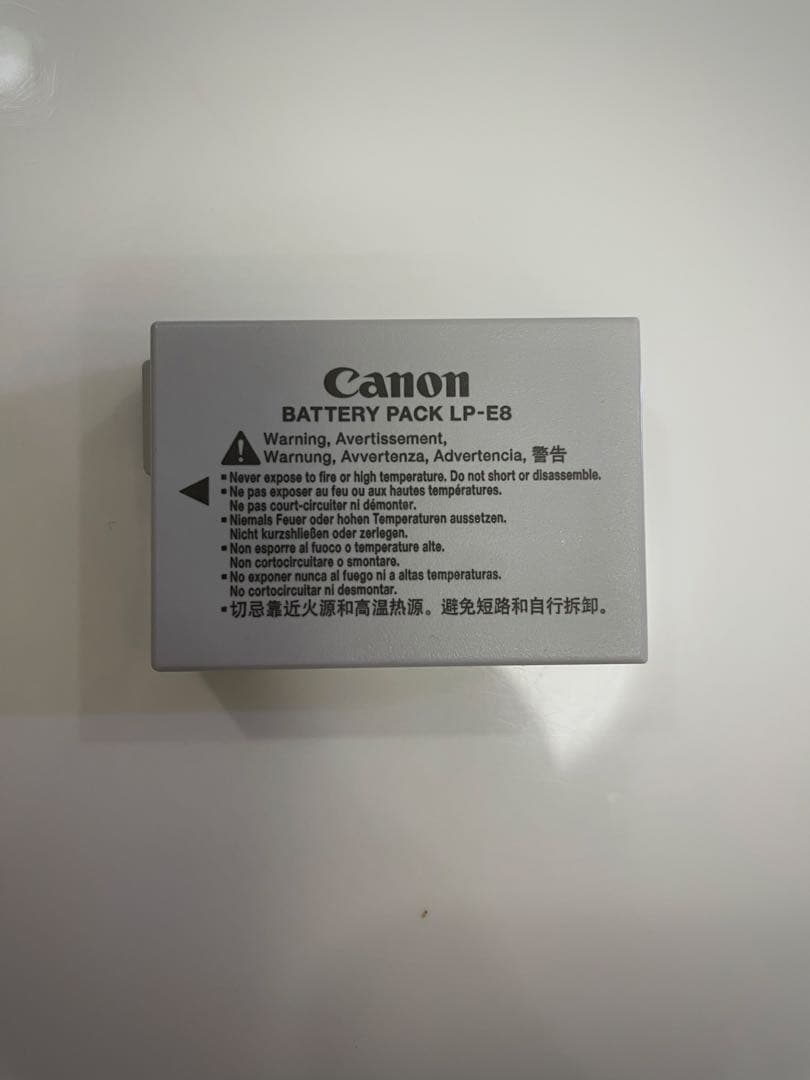 Canon
BATTERY PACK LP-E8
Warning, Avertissement,
Warnung, Avvertenza, Advertencia, 警告
▪Never expose to fire or high temperature. Do not short or disassemble.
▪Ne pas exposer au feu ou aux hautes températures.
Ne pas court-circuiter ni démonter.
▪Niemals Feuer oder hohen Temperaturen aussetzen.
Nicht kurzshließen oder zerlegen.
▪Non esporre al fuoco o temperature alte.
Non cortocircuitare o smontare.
▪No exponer nunca al fuego ni a altas temperaturas.
No cortocircuitar ni desmontar.
▪切忌靠近火源和高温热源。避免短路和自行拆卸。